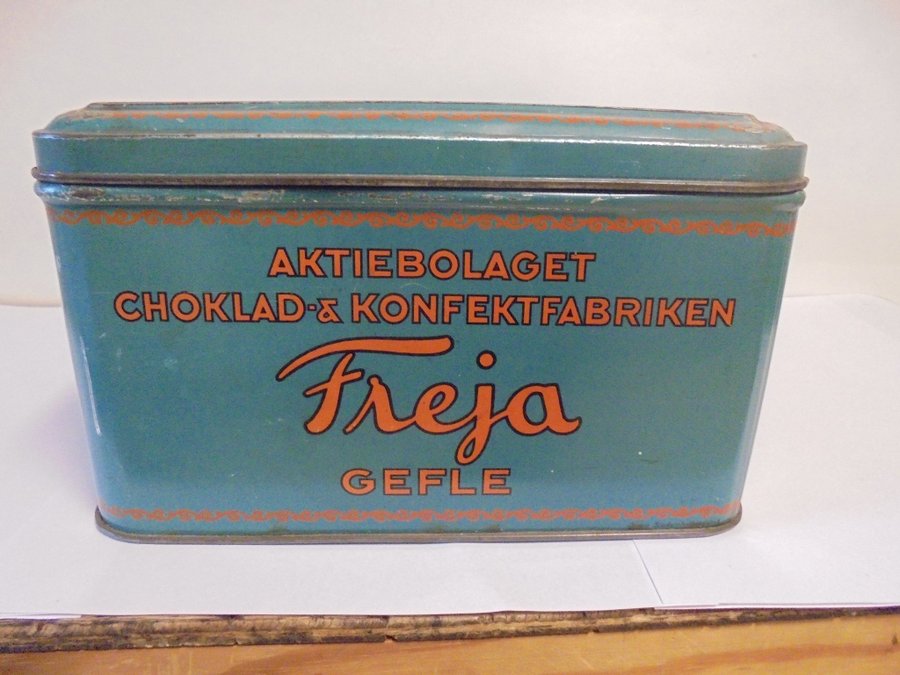 AKTIEBOLAGET
CHOKLAD-& KONFEKTFABRIKEN
Freja
GEFLE